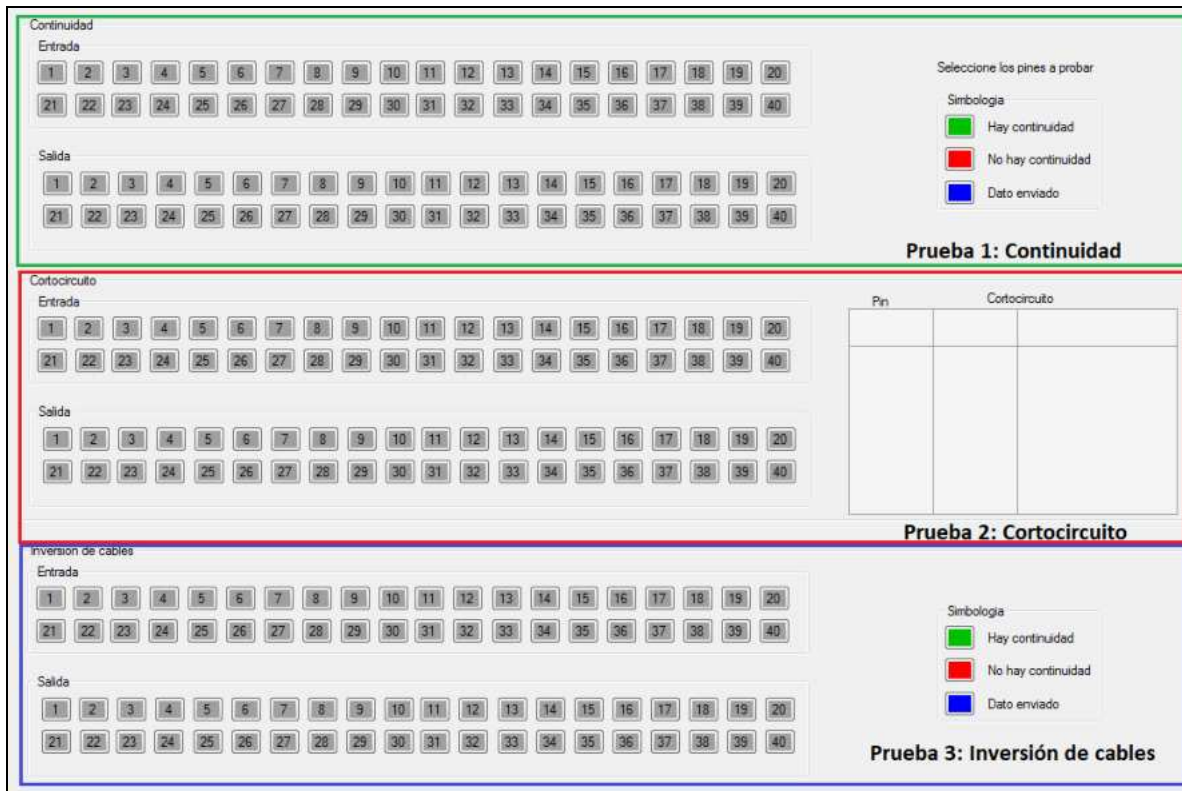 Continuidad
Entrada
1 2 3 4 5 6 7 8 9 10 11 12 13 14 15 16 17 18 19 20
21 22 23 24 25 26 27 28 29 30 31 32 33 34 35 36 37 38 39 40
Salida
1 2 3 4 5 6 7 8 9 10 11 12 13 14 15 16 17 18 19 20
21 22 23 24 25 26 27 28 29 30 31 32 33 34 35 36 37 38 39 40
Seleccione los pines a probar
Simbologia
Hay continuidad
No hay continuidad
Dato enviado
Prueba 1: Continuidad
Cortocircuito
Entrada
1 2 3 4 5 6 7 8 9 10 11 12 13 14 15 16 17 18 19 20
21 22 23 24 25 26 27 28 29 30 31 32 33 34 35 36 37 38 39 40
Salida
1 2 3 4 5 6 7 8 9 10 11 12 13 14 15 16 17 18 19 20
21 22 23 24 25 26 27 28 29 30 31 32 33 34 35 36 37 38 39 40
Pin Cortocircuito
Prueba 2: Cortocircuito
Inversion de cables
Entrada
1 2 3 4 5 6 7 8 9 10 11 12 13 14 15 16 17 18 19 20
21 22 23 24 25 26 27 28 29 30 31 32 33 34 35 36 37 38 39 40
Salida
1 2 3 4 5 6 7 8 9 10 11 12 13 14 15 16 17 18 19 20
21 22 23 24 25 26 27 28 29 30 31 32 33 34 35 36 37 38 39 40
Simbologia
Hay continuidad
No hay continuidad
Dato enviado
Prueba 3: Inversión de cables